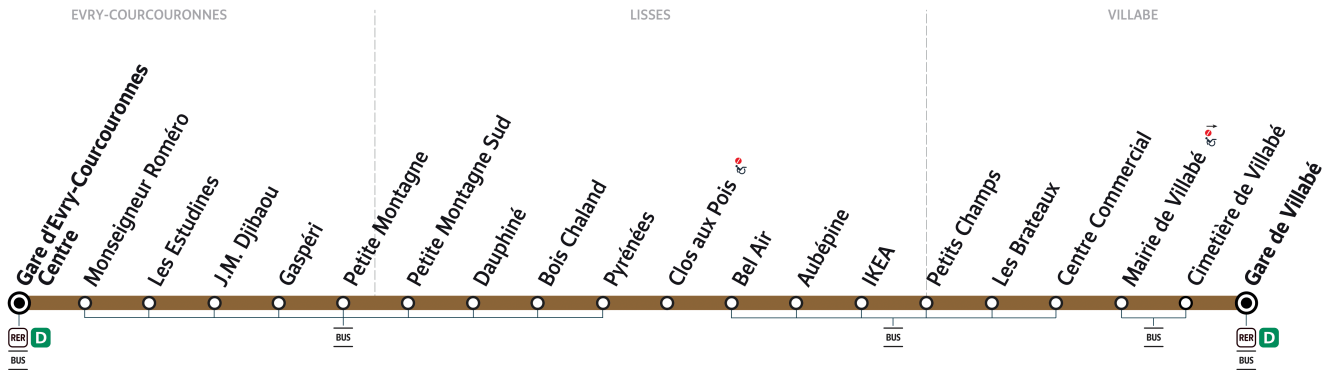 EVRY-COURCOURONNES
LISSES
VILLABE
Gare d'Evry-Courcouronnes
Centre
Monseigneur Roméro
Les Estudines
J.M. Djibaou
Gaspéri
Petite Montagne
Petite Montagne Sud
Dauphiné
Bois Chaland
Pyrénées
Clos aux Pois
Bel Air
Aubépine
IKEA
Petits Champs
Les Brateaux
Centre Commercial
Mairie de Villabé
Cimetière de Villabé
Gare de Villabé
RER D
BUS
BUS
BUS
BUS
RER D
BUS